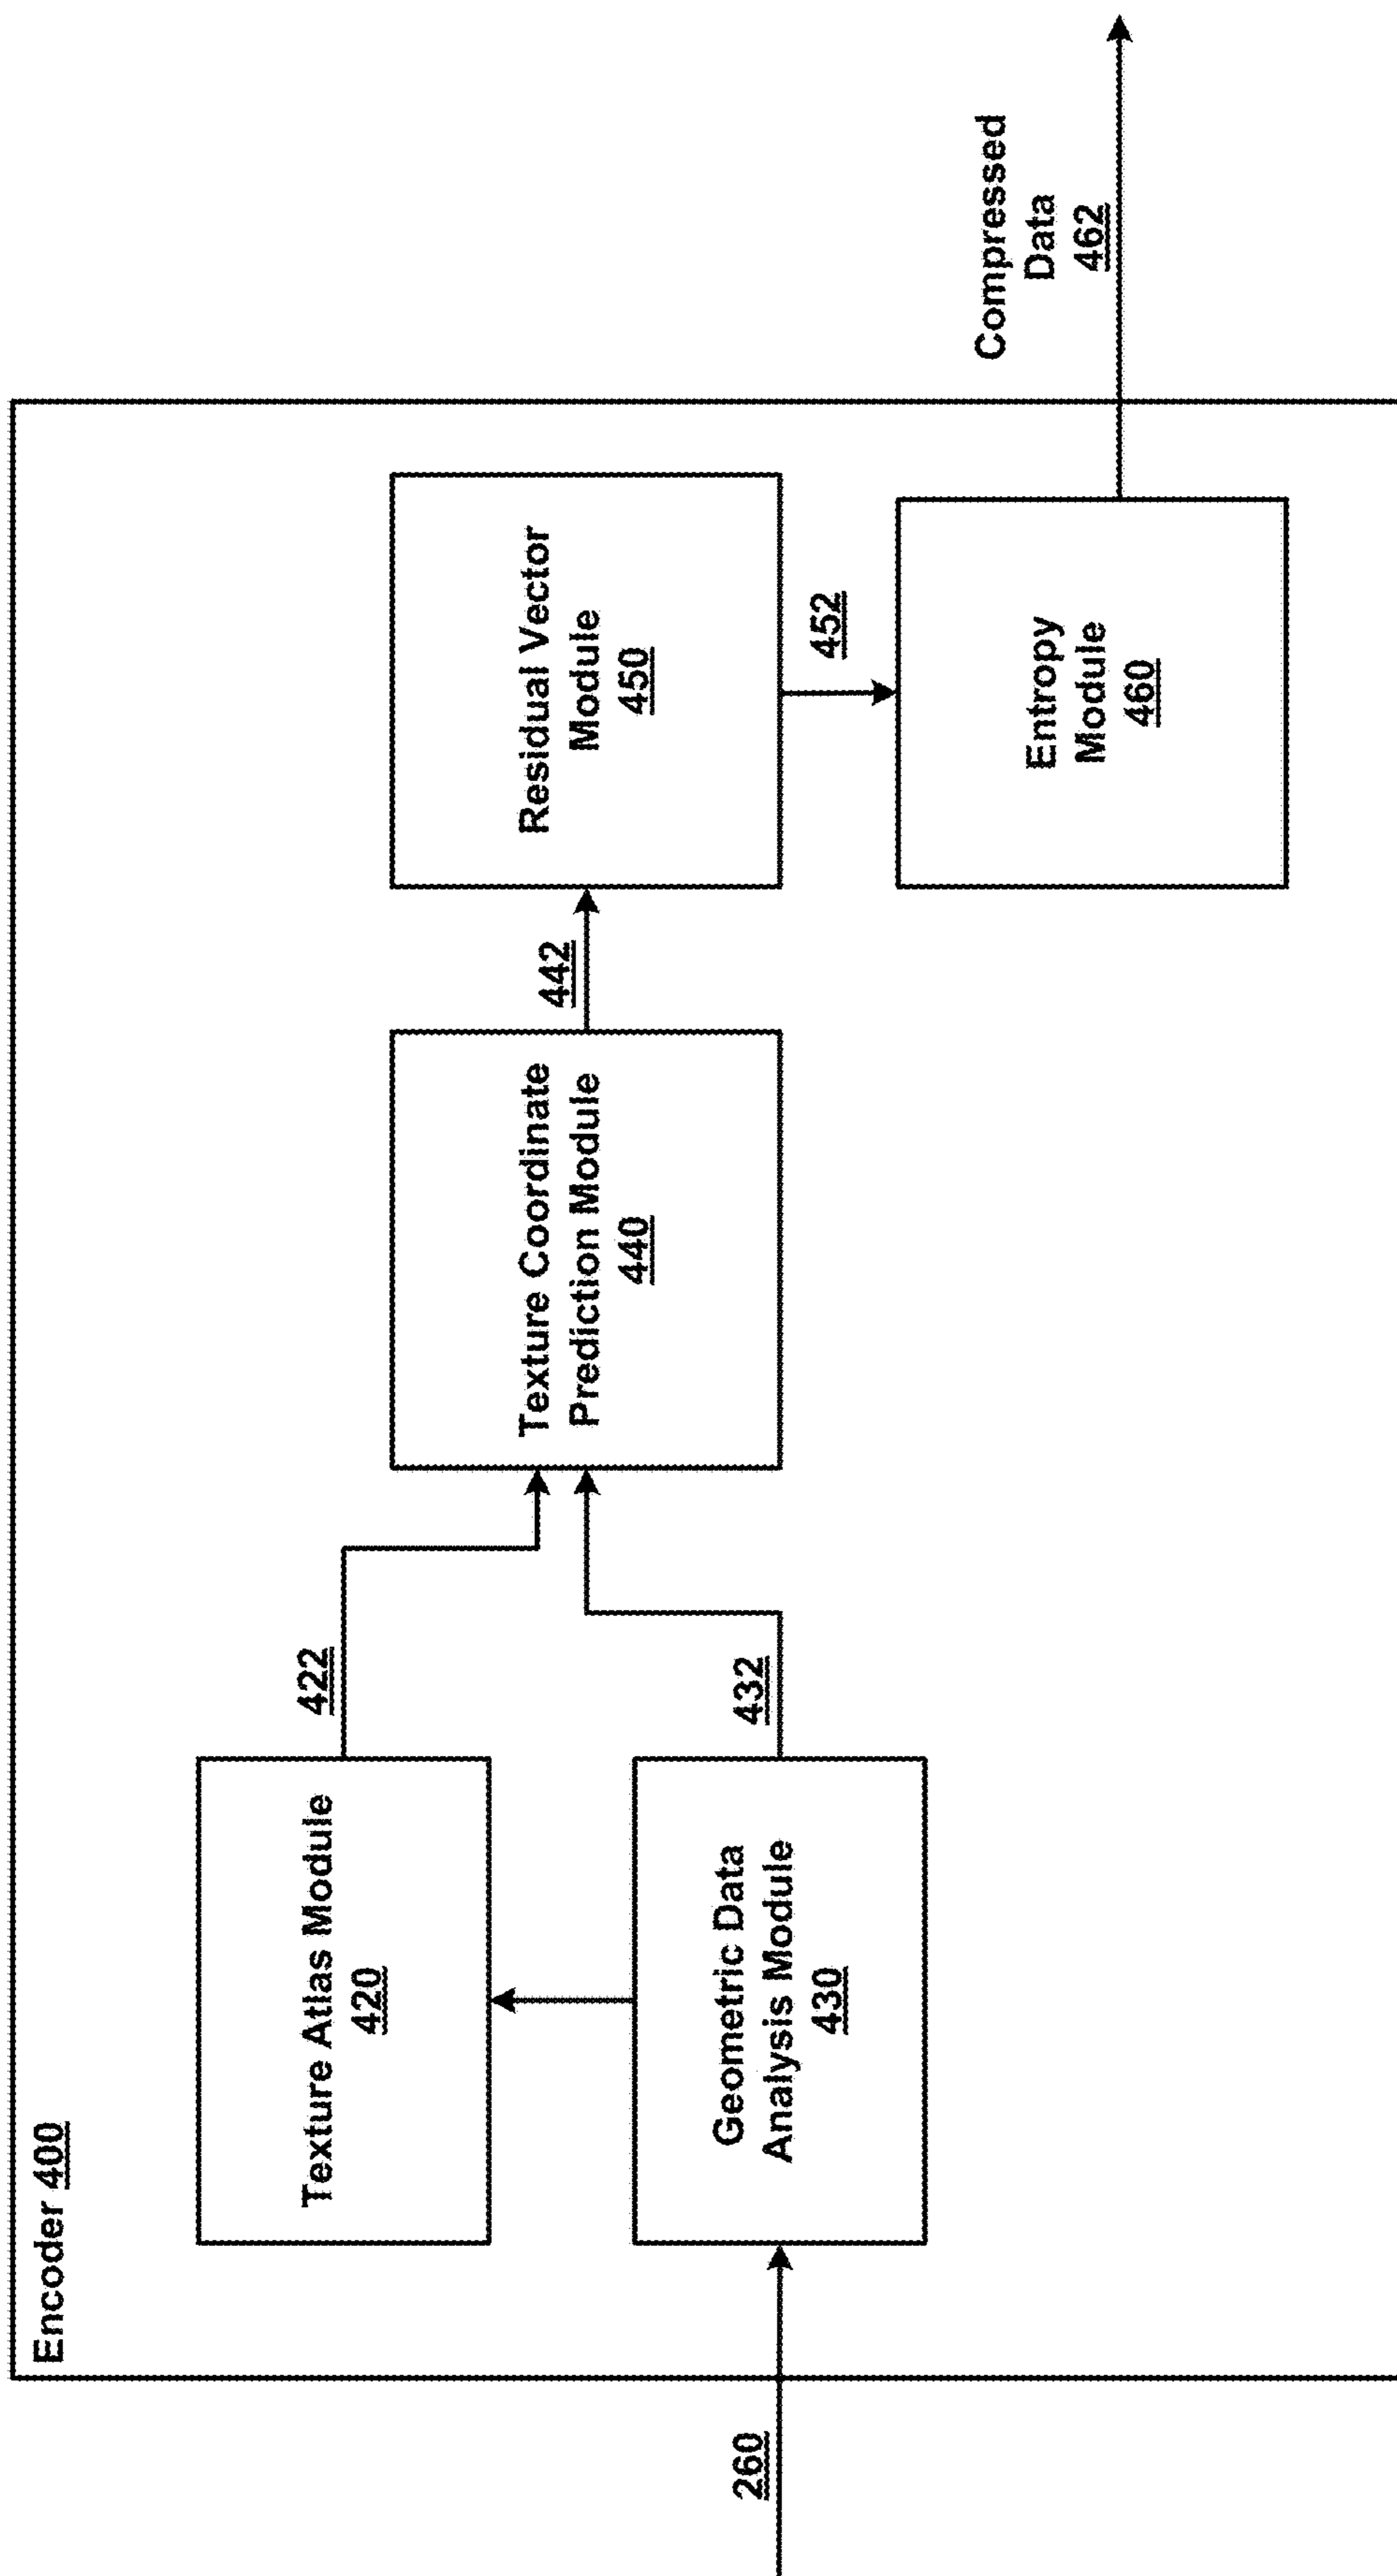 Encoder 400
260
Texture Atlas Module
420
Geometric Data
Analysis Module
430
422
432
Texture Coordinate
Prediction Module
440
442
Residual Vector
Module
450
452
Entropy
Module
460
Compressed
Data
462